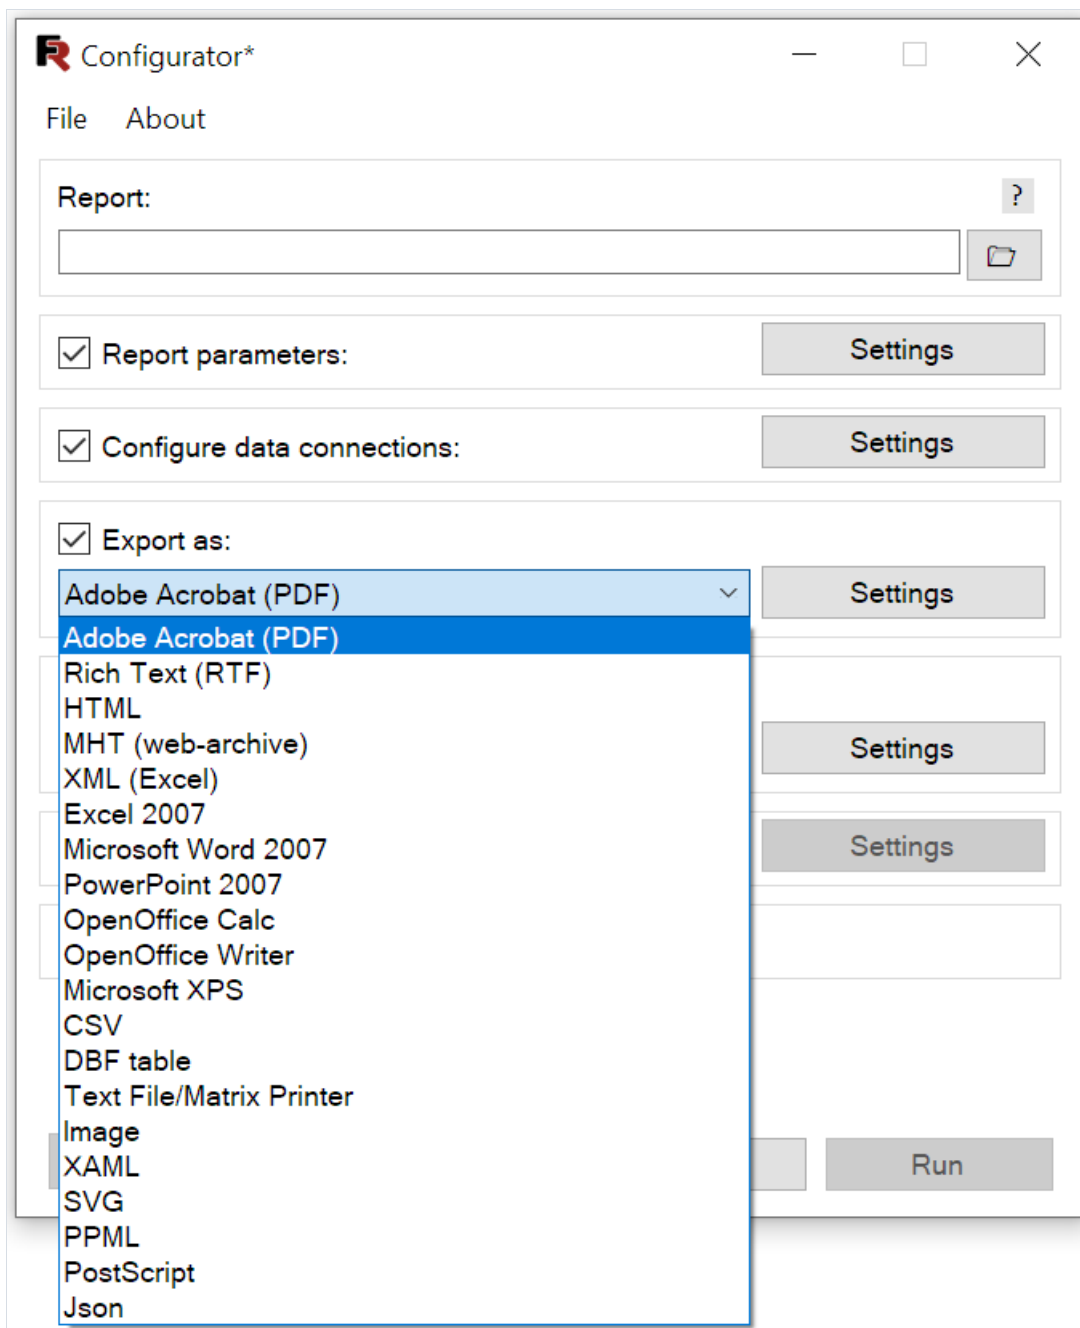 FR Configurator*
File About
Report: ?
Report parameters: Settings
Configure data connections: Settings
Export as:
Adobe Acrobat (PDF) Settings
Adobe Acrobat (PDF)
Rich Text (RTF)
HTML
MHT (web-archive) Settings
XML (Excel)
Excel 2007
Microsoft Word 2007 Settings
PowerPoint 2007
OpenOffice Calc
OpenOffice Writer
Microsoft XPS
CSV
DBF table
Text File/Matrix Printer
Image
XAML Run
SVG
PPML
PostScript
Json